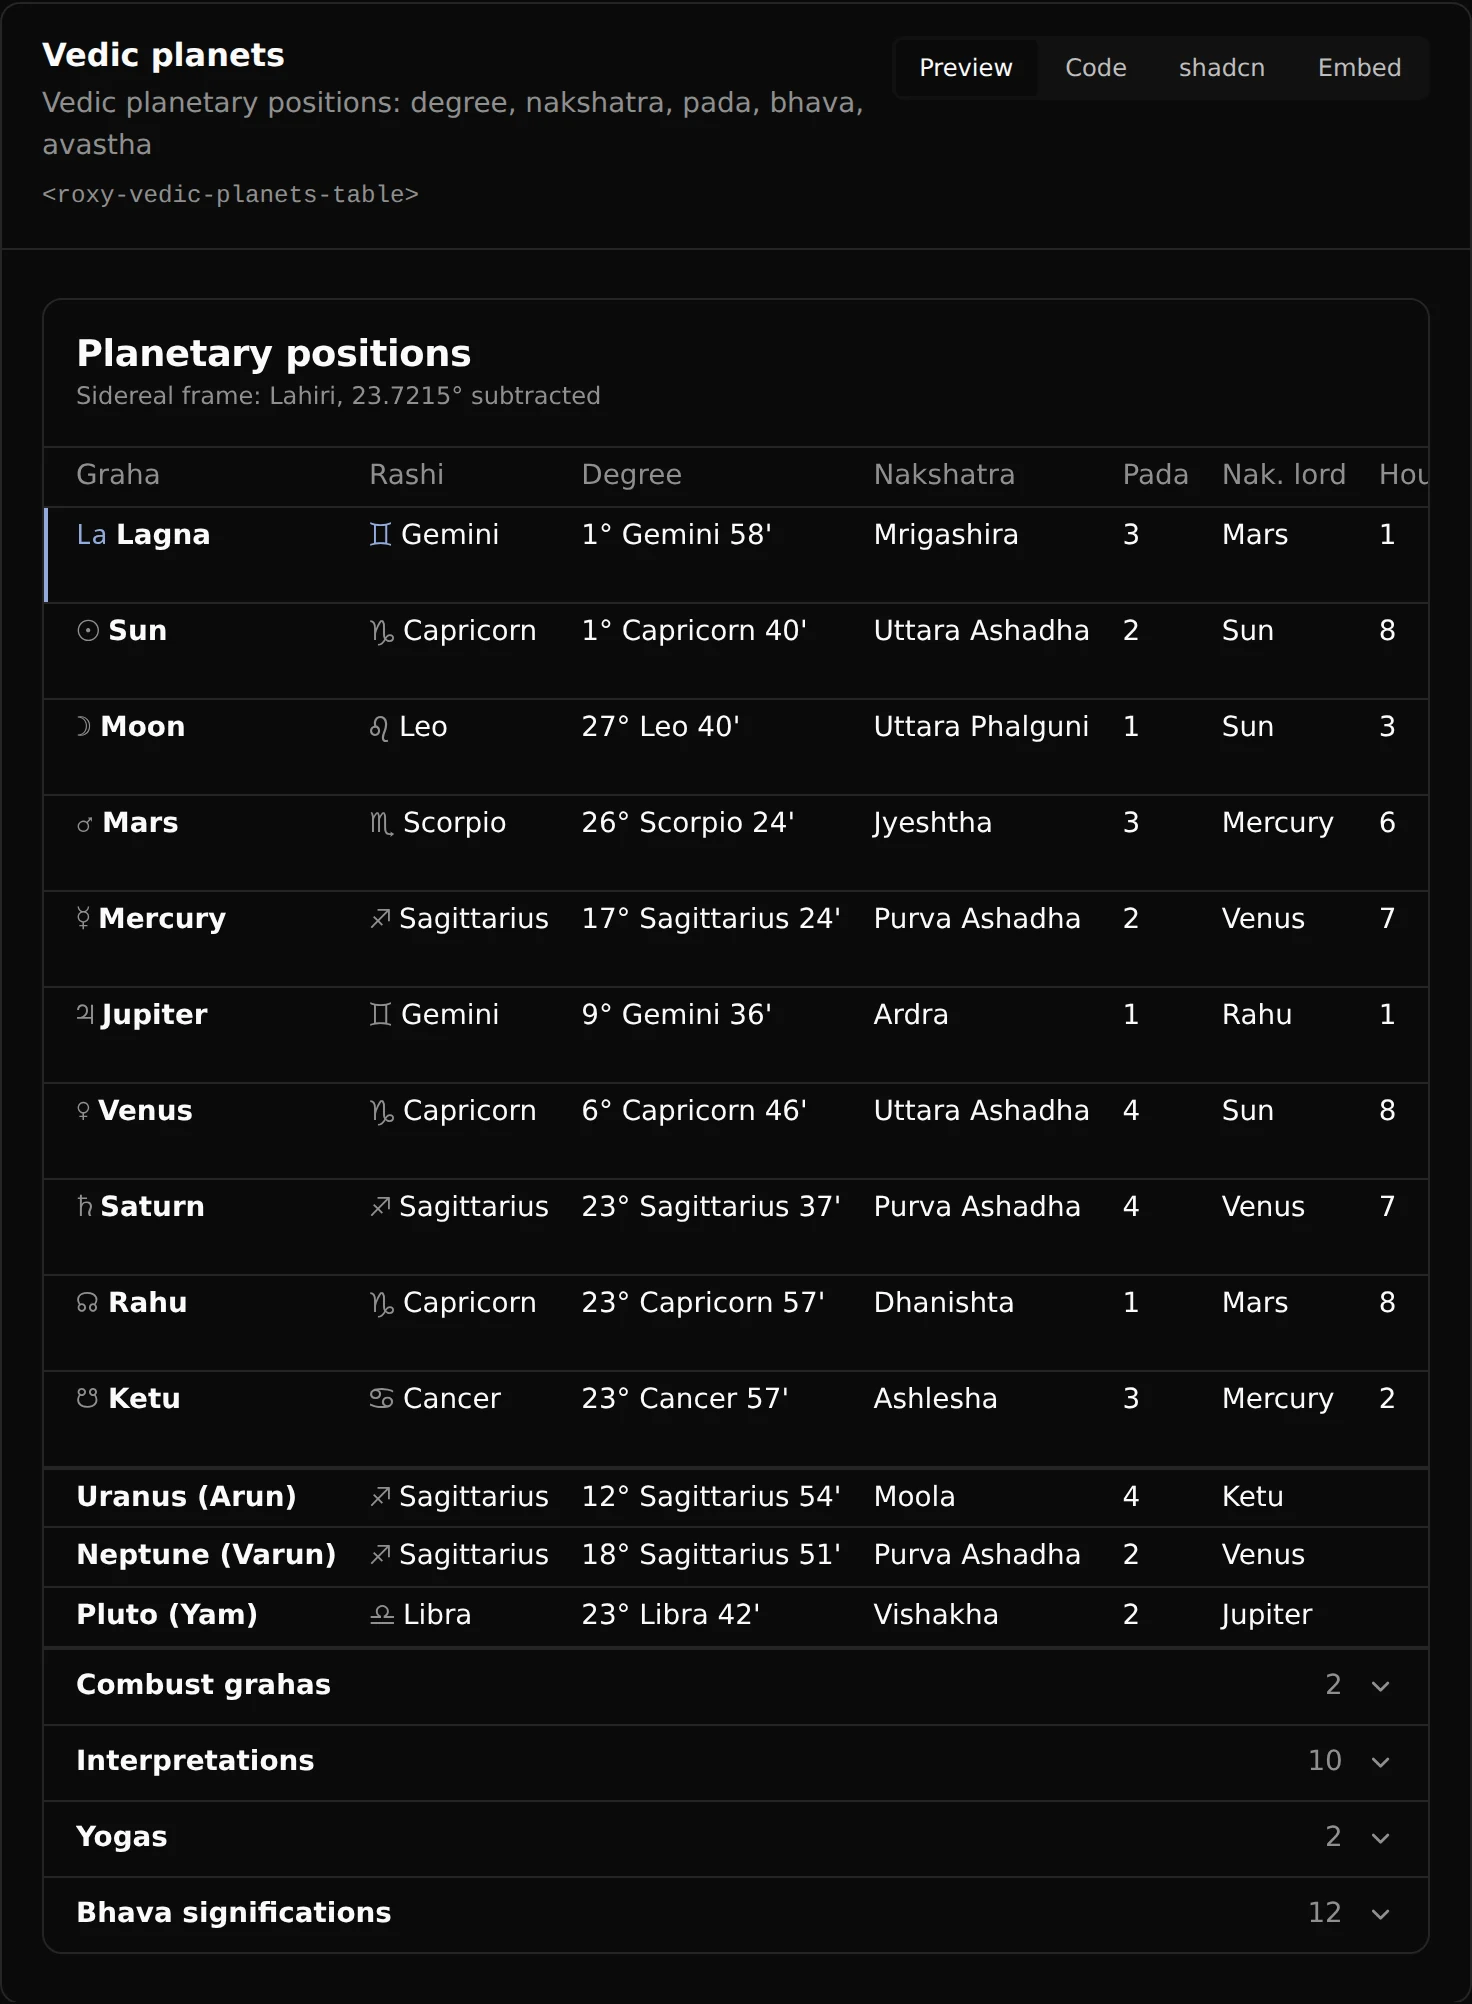 Vedic planets
Preview Code shadcn Embed
Vedic planetary positions: degree, nakshatra, pada, bhava,
avastha
<roxy-vedic-planets-table>
Planetary positions
Sidereal frame: Lahiri, 23.7215° subtracted
Graha Rashi Degree Nakshatra Pada Nak. lord Hou
La Lagna ♊ Gemini 1° Gemini 58' Mrigashira 3 Mars 1
☉ Sun ♑ Capricorn 1° Capricorn 40' Uttara Ashadha 2 Sun 8
☽ Moon ♌ Leo 27° Leo 40' Uttara Phalguni 1 Sun 3
♂ Mars ♏ Scorpio 26° Scorpio 24' Jyeshtha 3 Mercury 6
☿ Mercury ♐ Sagittarius 17° Sagittarius 24' Purva Ashadha 2 Venus 7
♃ Jupiter ♊ Gemini 9° Gemini 36' Ardra 1 Rahu 1
♀ Venus ♑ Capricorn 6° Capricorn 46' Uttara Ashadha 4 Sun 8
♄ Saturn ♐ Sagittarius 23° Sagittarius 37' Purva Ashadha 4 Venus 7
☊ Rahu ♑ Capricorn 23° Capricorn 57' Dhanishta 1 Mars 8
☋ Ketu ♋ Cancer 23° Cancer 57' Ashlesha 3 Mercury 2
Uranus (Arun) ♐ Sagittarius 12° Sagittarius 54' Moola 4 Ketu
Neptune (Varun) ♐ Sagittarius 18° Sagittarius 51' Purva Ashadha 2 Venus
Pluto (Yam) ♎ Libra 23° Libra 42' Vishakha 2 Jupiter
Combust grahas 2
Interpretations 10
Yogas 2
Bhava significations 12